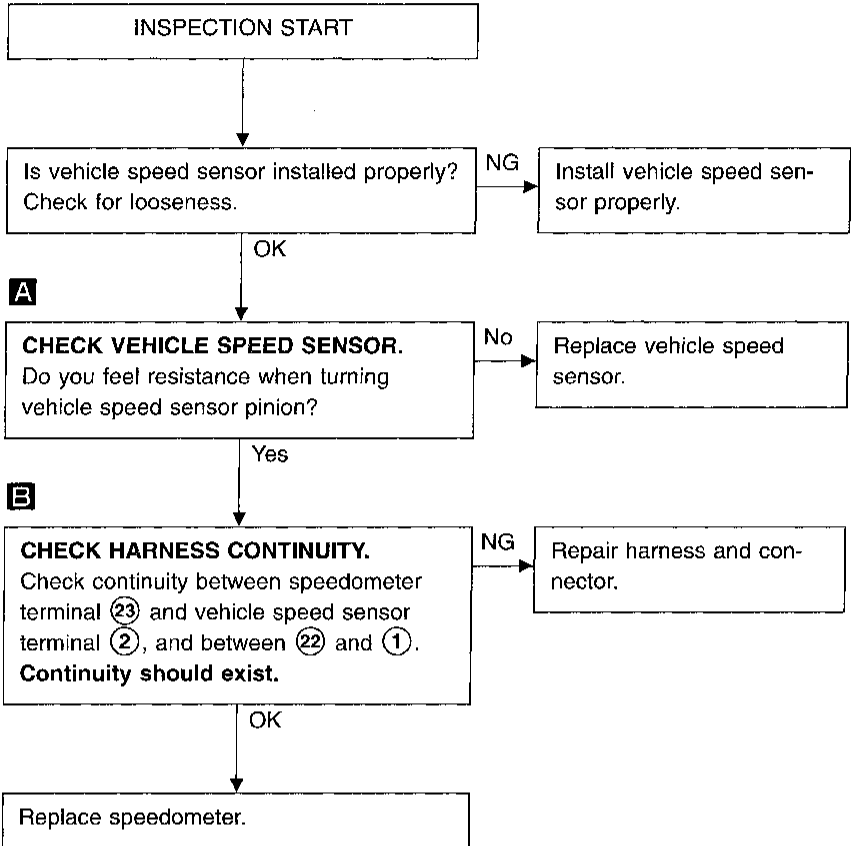 INSPECTION START
Is vehicle speed sensor installed properly?
Check for looseness.
NG
Install vehicle speed sen-
sor properly.
OK
A
CHECK VEHICLE SPEED SENSOR.
Do you feel resistance when turning
vehicle speed sensor pinion?
No
Replace vehicle speed
sensor.
Yes
B
CHECK HARNESS CONTINUITY.
Check continuity between speedometer
terminal 23 and vehicle speed sensor
terminal 2, and between 22 and 1.
Continuity should exist.
NG
Repair harness and con-
nector.
OK
Replace speedometer.